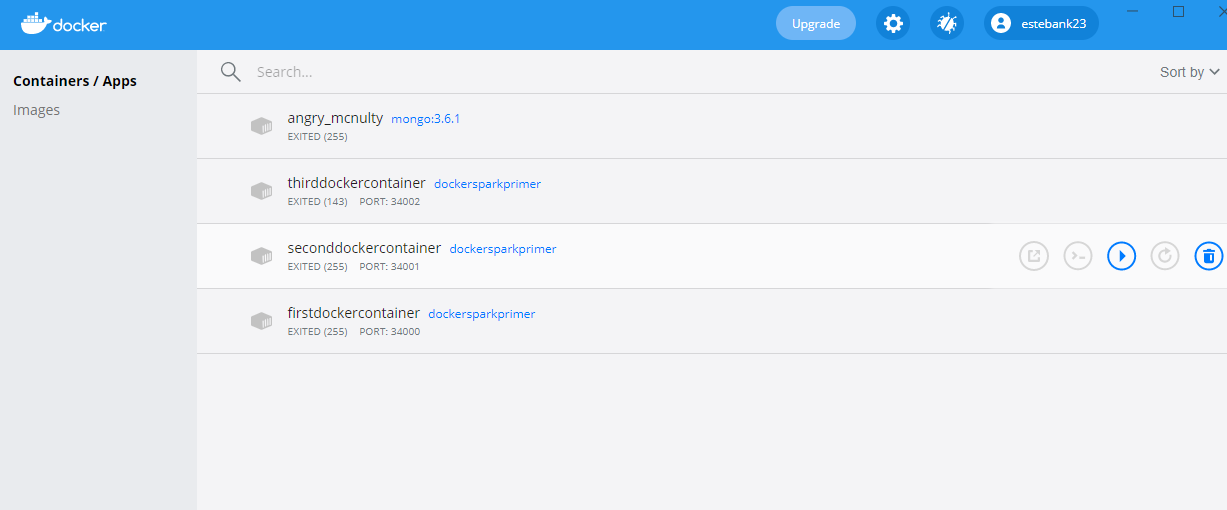 docker
Upgrade
estebank23
Containers / Apps
Images
Search...
Sort by
angry_mcnulty mongo:3.6.1
EXITED (255)
thirddockercontainer dockersparkprimer
EXITED (143) PORT: 34002
seconddockercontainer dockersparkprimer
EXITED (255) PORT: 34001
firstdockercontainer dockersparkprimer
EXITED (255) PORT: 34000